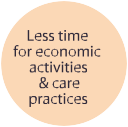 Less time
for economic
activities
& care
practices